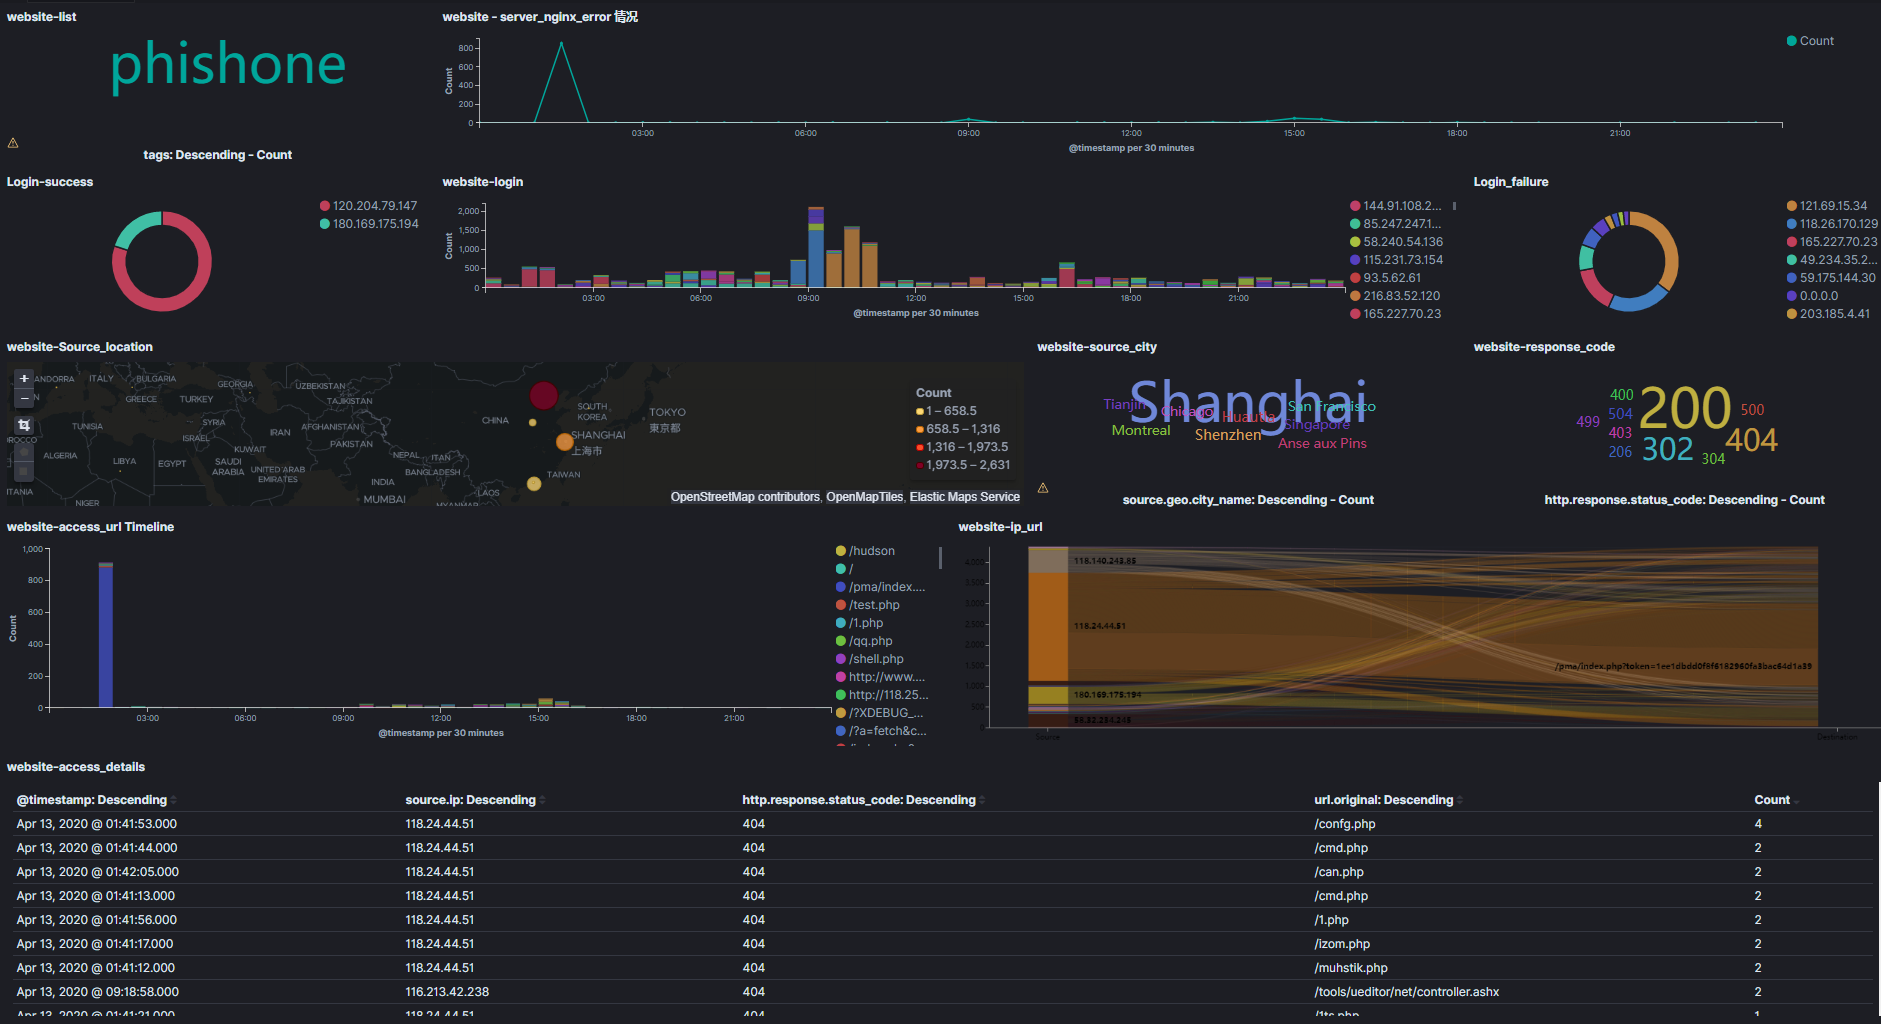 website-list
phishone
tags: Descending - Count
website - server_nginx_error 情况
Count
800
600
400
200
0
03:00
06:00
09:00
12:00
15:00
18:00
21:00
@timestamp per 30 minutes
Count
Login-success
120.204.79.147
180.169.175.194
website-login
Count
2,000
1,500
1,000
500
0
03:00
06:00
09:00
12:00
15:00
18:00
21:00
@timestamp per 30 minutes
144.91.108.2...
85.247.247.1...
58.240.54.136
115.231.73.154
93.5.62.61
216.83.52.120
165.227.70.23
Login_failure
121.69.15.34
118.26.170.129
165.227.70.23
49.234.35.2...
59.175.144.30
0.0.0.0
203.185.4.41
website-Source_location
ANDORRA
ITALY
BULGARIA
GEORGIA
UZBEKISTAN
GREECE
TURKEY
TAJIKISTAN
TUNISIA
SYRIA
ISRAEL
IRAN
AFGHANISTAN
PAKISTAN
CHINA
SOUTH
KOREA
TOKYO
東京都
SHANGHAI
上海市
ROCCO
ALGERIA
LIBYA
EGYPT
KUWAIT
SAUDI
ARABIA
UNITED ARAB
EMIRATES
NEPAL
BANGLADESH
INDIA
MUMBAI
TAIWAN
LAOS
NIGER
Count
1 – 658.5
658.5 – 1,316
1,316 – 1,973.5
1,973.5 – 2,631
OpenStreetMap contributors, OpenMapTiles, Elastic Maps Service
website-source_city
Shanghai
Tianjin
Chicago
Huautla
San Francisco
Singapore
Montreal
Shenzhen
Anse aux Pins
source.geo.city_name: Descending - Count
website-response_code
400
504
499
403
206
200
302
304
404
500
http.response.status_code: Descending - Count
website-access_url Timeline
Count
1,000
800
600
400
200
0
03:00
06:00
09:00
12:00
15:00
18:00
21:00
@timestamp per 30 minutes
/hudson
/
/pma/index....
/test.php
/1.php
/qq.php
/shell.php
http://www....
http://118.25...
/?XDEBUG_...
/?a=fetch&c...
website-ip_url
4,000
3,500
3,000
2,500
2,000
1,500
1,000
500
0
118.140.243.85
118.24.44.51
180.169.175.194
Source
Destination
website-access_details
@timestamp: Descending source.ip: Descending http.response.status_code: Descending url.original: Descending Count
Apr 13, 2020 @ 01:41:53.000 118.24.44.51 404 /confg.php 4
Apr 13, 2020 @ 01:41:44.000 118.24.44.51 404 /cmd.php 2
Apr 13, 2020 @ 01:42:05.000 118.24.44.51 404 /can.php 2
Apr 13, 2020 @ 01:41:13.000 118.24.44.51 404 /cmd.php 2
Apr 13, 2020 @ 01:41:56.000 118.24.44.51 404 /1.php 2
Apr 13, 2020 @ 01:41:17.000 118.24.44.51 404 /izom.php 2
Apr 13, 2020 @ 01:41:12.000 118.24.44.51 404 /muhstik.php 2
Apr 13, 2020 @ 09:18:58.000 116.213.42.238 404 /tools/ueditor/net/controller.ashx 2